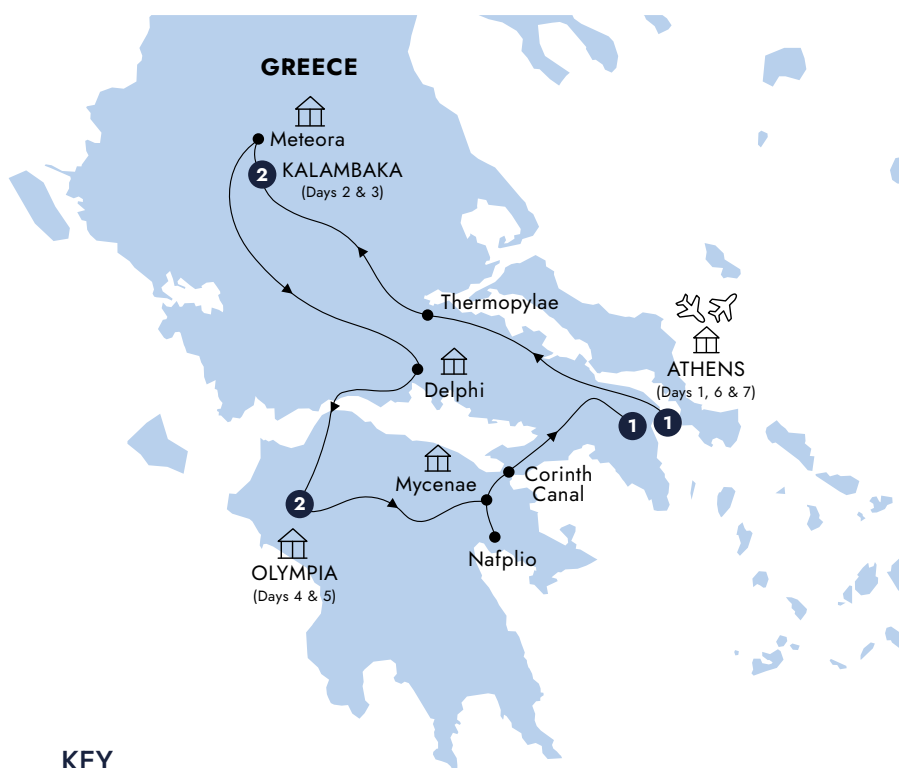 GREECE
Meteora
2
KALAMBAKA
(Days 2 & 3)
Thermopylae
ATHENS
(Days 1, 6 & 7)
Delphi
1
1
Mycenae
Corinth
Canal
2
Nafplio
OLYMPIA
(Days 4 & 5)
KEY